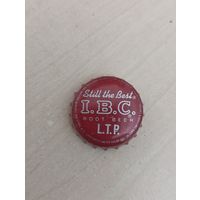 Still the Best
I.B.C.
ROOT BEER
L.T.P.